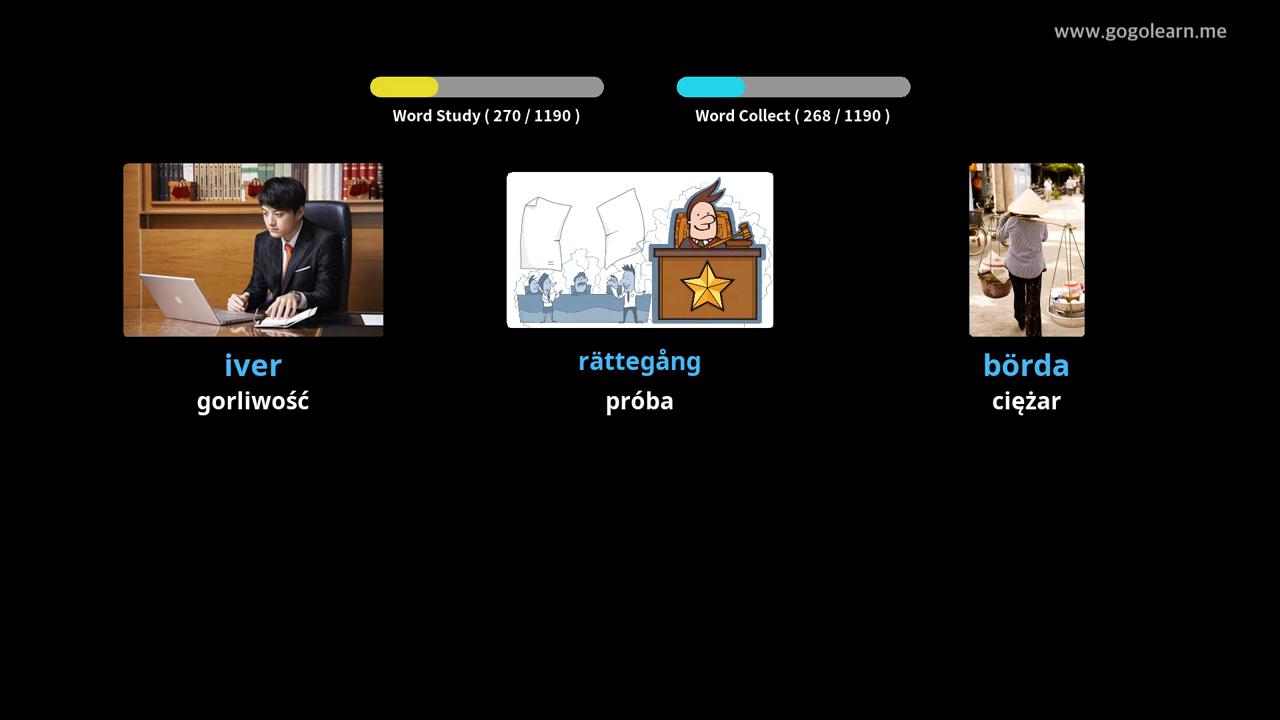 www.gogolearn.me
Word Study ( 270 / 1190 )
Word Collect ( 268 / 1190 )
iver
gorliwość
rättegång
próba
börda
ciężar